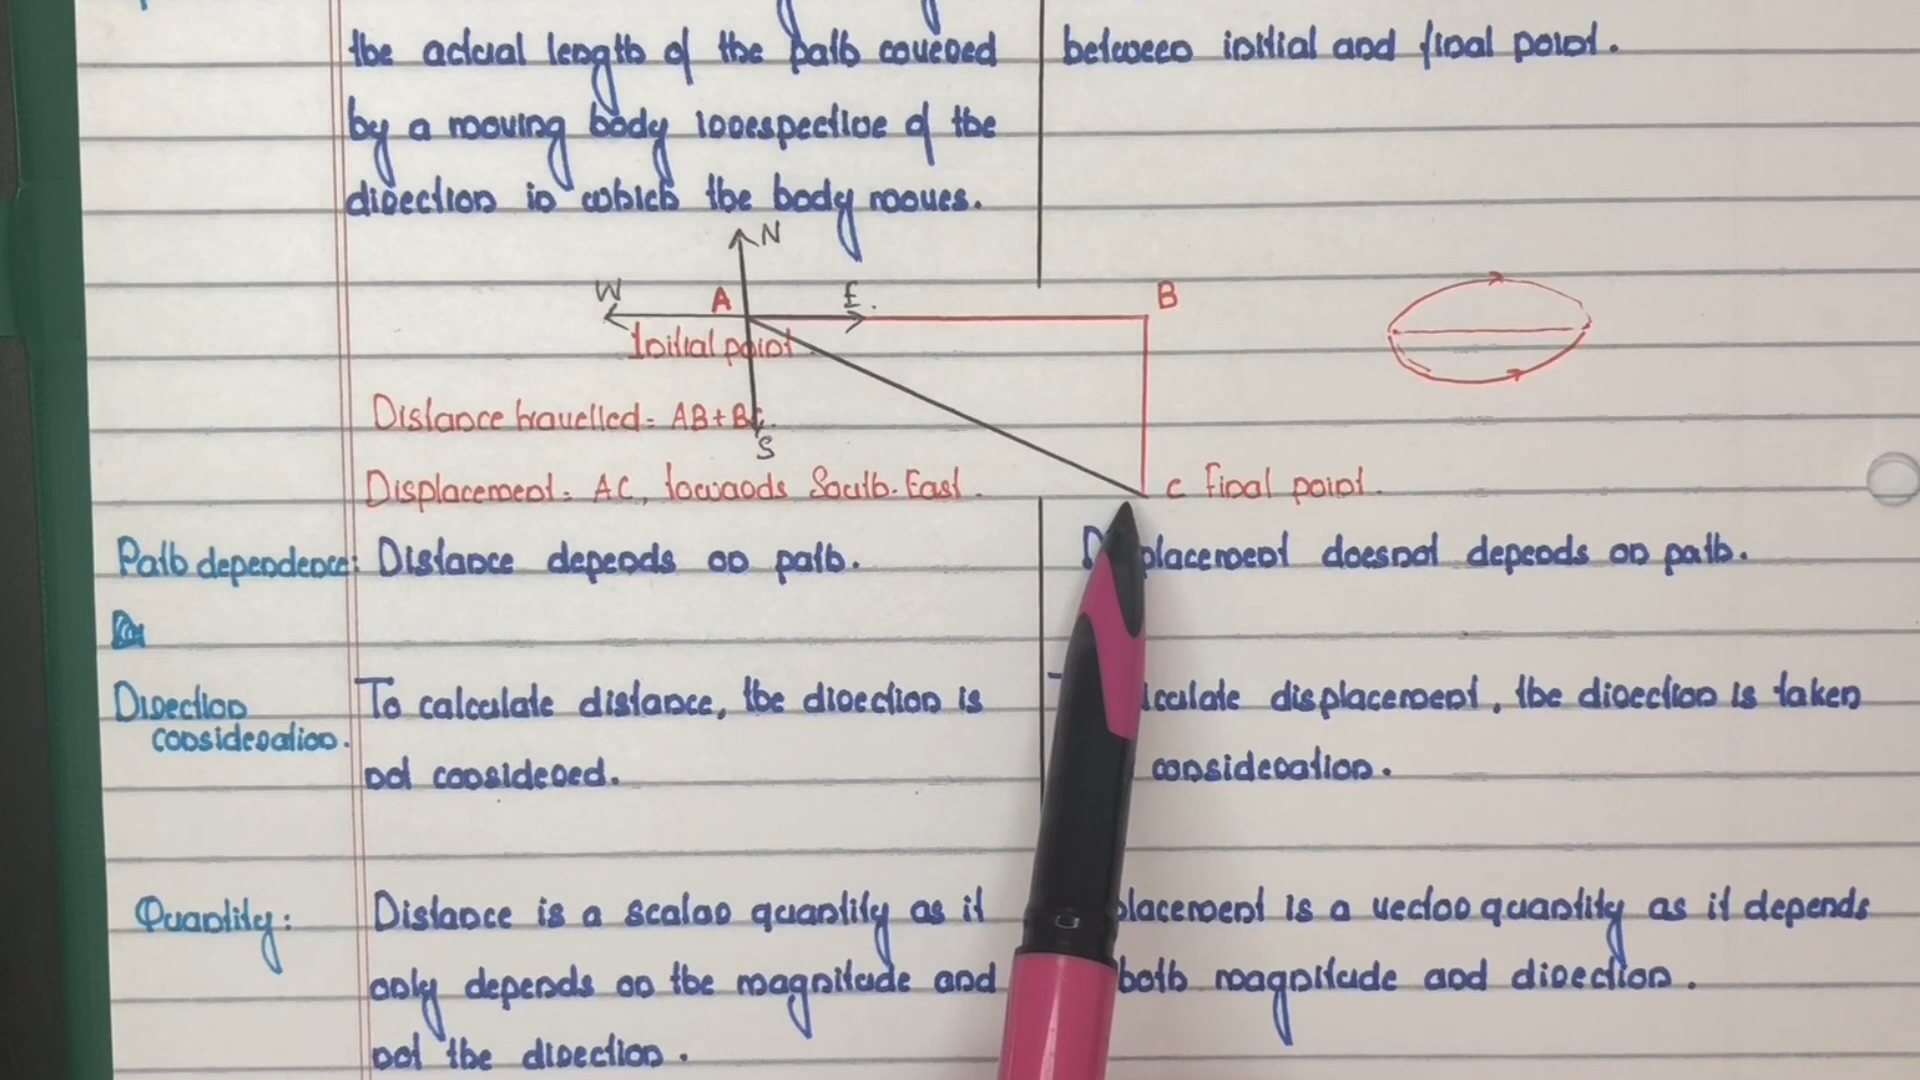 the actual length of the path covered
between initial and final point.
by a moving body irrespective of the
direction in which the body moves.
N
W
A
E.
B
Initial point
Distance travelled = AB + BC.
S
Displacement = AC, towards South-East.
C Final point.
Path dependence: Distance depends on path.
placement doesnot depends on path.
Direction
consideration.
To calculate distance, the direction is
not considered.
lculate displacement, the direction is taken
consideration.
Quantity:
Distance is a scalar quantity as it
only depends on the magnitude and
not the direction.
placement is a vector quantity as it depends
both magnitude and direction.